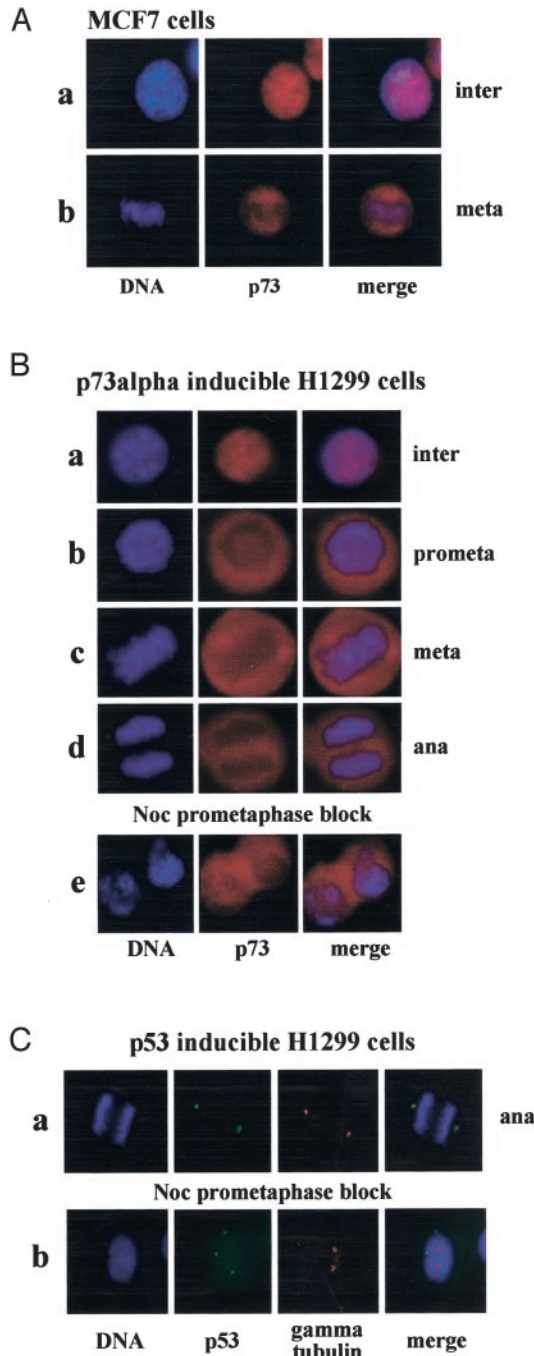 A
MCF7 cells
a
inter
b
meta
DNA p73 merge
B
p73alpha inducible H1299 cells
a
inter
b
prometa
c
meta
d
ana
Noc prometaphase block
e
DNA p73 merge
C
p53 inducible H1299 cells
a
ana
Noc prometaphase block
b
DNA p53 gamma tubulin merge